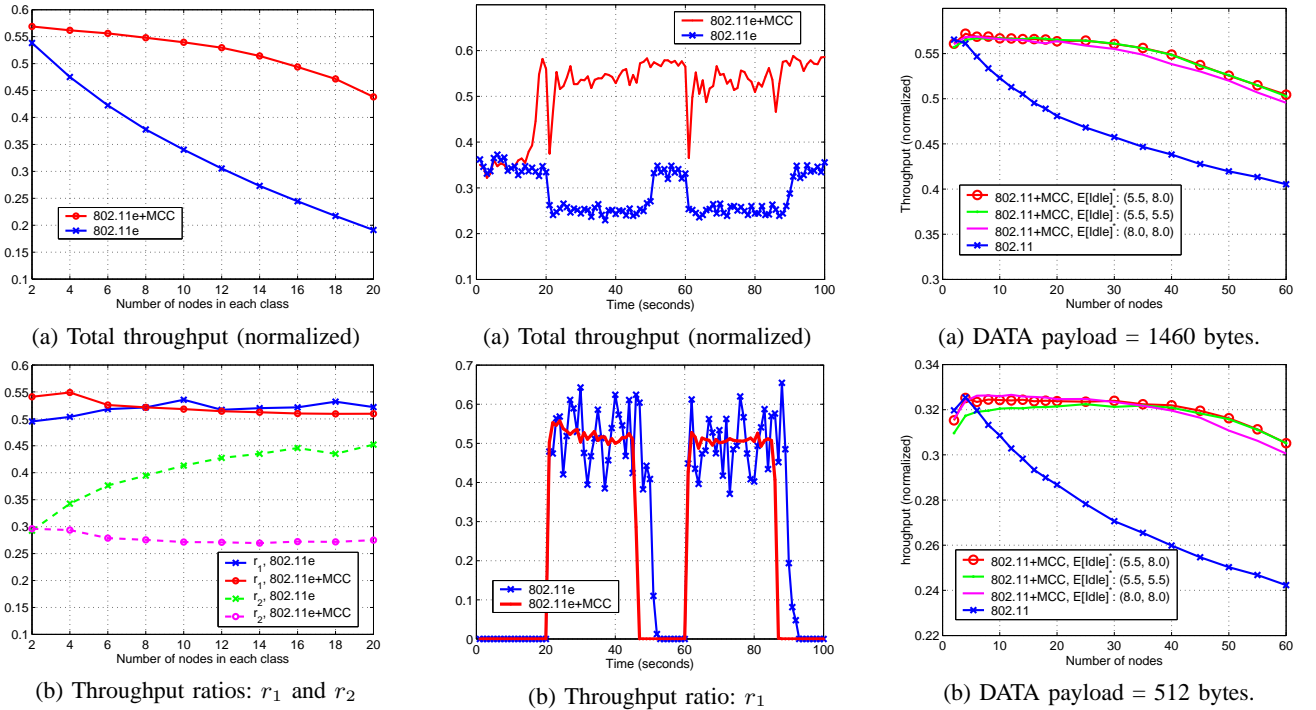 0.6
0.55
0.5
0.45
0.4
0.35
0.3
0.25
0.2
0.15
0.1
802.11e+MCC
802.11e
2 4 6 8 10 12 14 16 18 20
Number of nodes in each class
(a) Total throughput (normalized)
0.7
0.6
0.5
0.4
0.3
0.2
0.1
802.11e+MCC
802.11e
0 20 40 60 80 100
Time (seconds)
(a) Total throughput (normalized)
Throughput (normalized)
0.6
0.55
0.5
0.45
0.4
0.35
0.3
802.11+MCC, E[Idle]*: (5.5, 8.0)
802.11+MCC, E[Idle]*: (5.5, 5.5)
802.11+MCC, E[Idle]*: (8.0, 8.0)
802.11
0 10 20 30 40 50 60
Number of nodes
(a) DATA payload = 1460 bytes.
0.6
0.55
0.5
0.45
0.4
0.35
0.3
0.25
0.2
0.15
0.1
r1, 802.11e
r1, 802.11e+MCC
r2, 802.11e
r2, 802.11e+MCC
2 4 6 8 10 12 14 16 18 20
Number of nodes in each class
(b) Throughput ratios: r1 and r2
0.7
0.6
0.5
0.4
0.3
0.2
0.1
0
802.11e
802.11e+MCC
0 20 40 60 80 100
Time (seconds)
(b) Throughput ratio: r1
hroughput (normalized)
0.34
0.32
0.3
0.28
0.26
0.24
0.22
802.11+MCC, E[Idle]*: (5.5, 8.0)
802.11+MCC, E[Idle]*: (5.5, 5.5)
802.11+MCC, E[Idle]*: (8.0, 8.0)
802.11
0 10 20 30 40 50 60
Number of nodes
(b) DATA payload = 512 bytes.